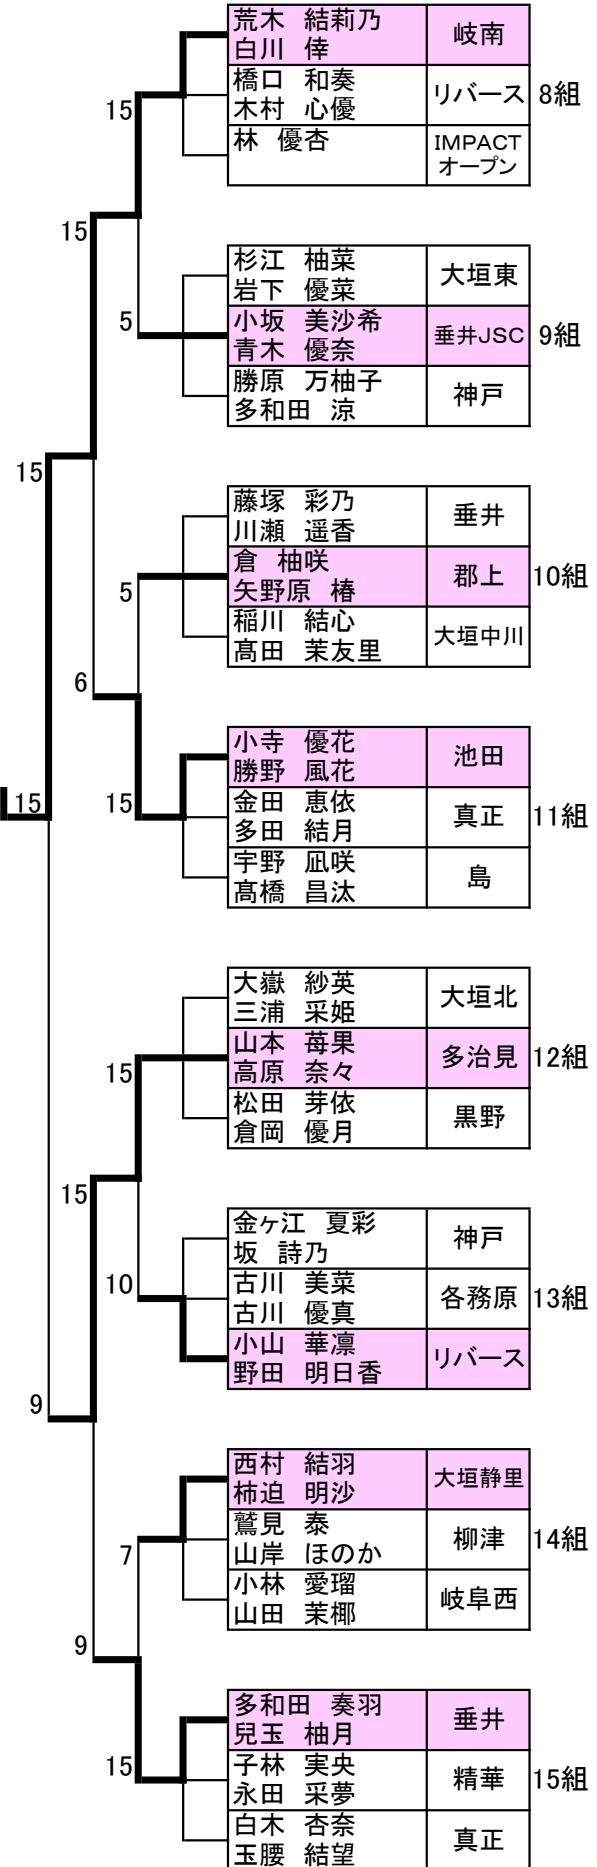 荒木 結莉乃
白川 倖
岐南
橋口 和奏
木村 心優
リバース
8組
林 優杏
IMPACT
オープン
15
15
杉江 柚菜
岩下 優菜
大垣東
5
小坂 美沙希
青木 優奈
垂井JSC
9組
勝原 万柚子
多和田 涼
神戸
15
藤塚 彩乃
川瀬 遥香
垂井
5
倉 柚咲
矢野原 椿
郡上
10組
稲川 結心
髙田 茉友里
大垣中川
6
小寺 優花
勝野 風花
池田
15
15
金田 恵依
多田 結月
真正
11組
宇野 凪咲
髙橋 昌汰
島
大嶽 紗英
三浦 采姫
大垣北
15
山本 苺果
高原 奈々
多治見
12組
松田 芽依
倉岡 優月
黒野
15
金ヶ江 夏彩
坂 詩乃
神戸
10
古川 美菜
古川 優真
各務原
13組
小山 華凛
野田 明日香
リバース
9
西村 結羽
柿迫 明沙
大垣静里
7
鷲見 泰
山岸 ほのか
柳津
14組
小林 愛瑠
山田 茉椰
岐阜西
9
多和田 奏羽
兒玉 柚月
垂井
15
子林 実央
永田 采夢
精華
15組
白木 杏奈
玉腰 結望
真正